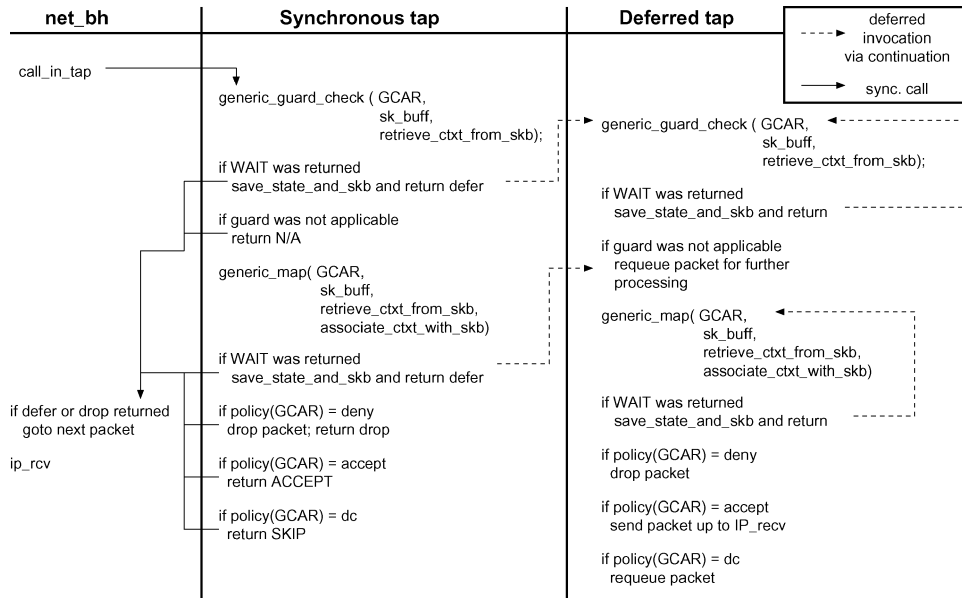 net_bh
call_in_tap
if defer or drop returned
goto next packet
ip_rcv
Synchronous tap
generic_guard_check ( GCAR,
sk_buff,
retrieve_ctxt_from_skb);
if WAIT was returned
save_state_and_skb and return defer
if guard was not applicable
return N/A
generic_map( GCAR,
sk_buff,
retrieve_ctxt_from_skb,
associate_ctxt_with_skb)
if WAIT was returned
save_state_and_skb and return defer
if policy(GCAR) = deny
drop packet; return drop
if policy(GCAR) = accept
return ACCEPT
if policy(GCAR) = dc
return SKIP
Deferred tap
generic_guard_check ( GCAR,
sk_buff,
retrieve_ctxt_from_skb);
if WAIT was returned
save_state_and_skb and return
if guard was not applicable
requeue packet for further
processing
generic_map( GCAR,
sk_buff,
retrieve_ctxt_from_skb,
associate_ctxt_with_skb)
if WAIT was returned
save_state_and_skb and return
if policy(GCAR) = deny
drop packet
if policy(GCAR) = accept
send packet up to IP_recv
if policy(GCAR) = dc
requeue packet
deferred
invocation
via continuation
sync. call